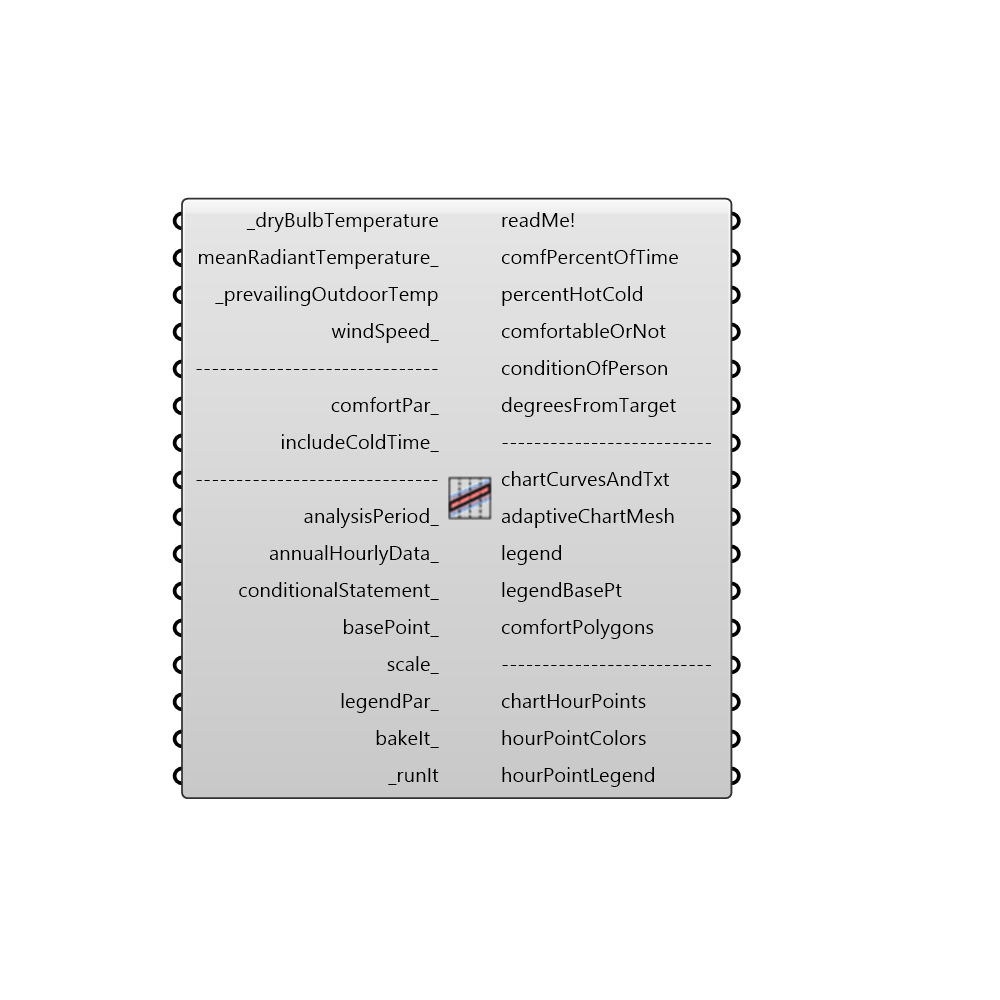 _dryBulbTemperature
meanRadiantTemperature_
_prevailingOutdoorTemp
windSpeed_
------------------------------
comfortPar_
includeColdTime_
------------------------------
analysisPeriod_
annualHourlyData_
conditionalStatement_
basePoint_
scale_
legendPar_
bakeIt_
_runIt
readMe!
comfPercentOfTime
percentHotCold
comfortableOrNot
conditionOfPerson
degreesFromTarget
--------------------------
chartCurvesAndTxt
adaptiveChartMesh
legend
legendBasePt
comfortPolygons
--------------------------
chartHourPoints
hourPointColors
hourPointLegend